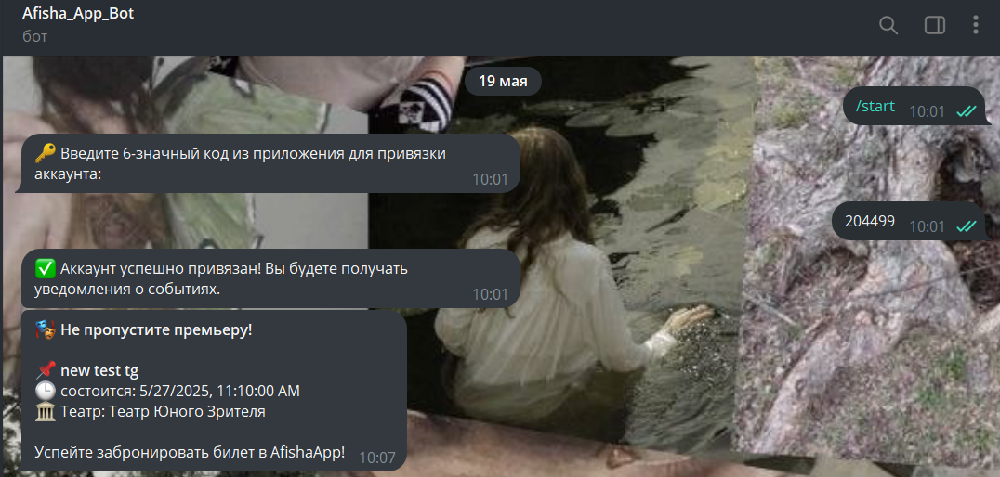 Afisha_App_Bot
бот
19 мая
/start 10:01
🔑 Введите 6-значный код из приложения для привязки
аккаунта:
10:01
204499 10:01
✅ Аккаунт успешно привязан! Вы будете получать
уведомления о событиях.
10:01
🎭 Не пропустите премьеру!
📌 new test tg
🕒 состоится: 5/27/2025, 11:10:00 AM
🏛 Театр: Театр Юного Зрителя
Успейте забронировать билет в AfishaApp! 10:07